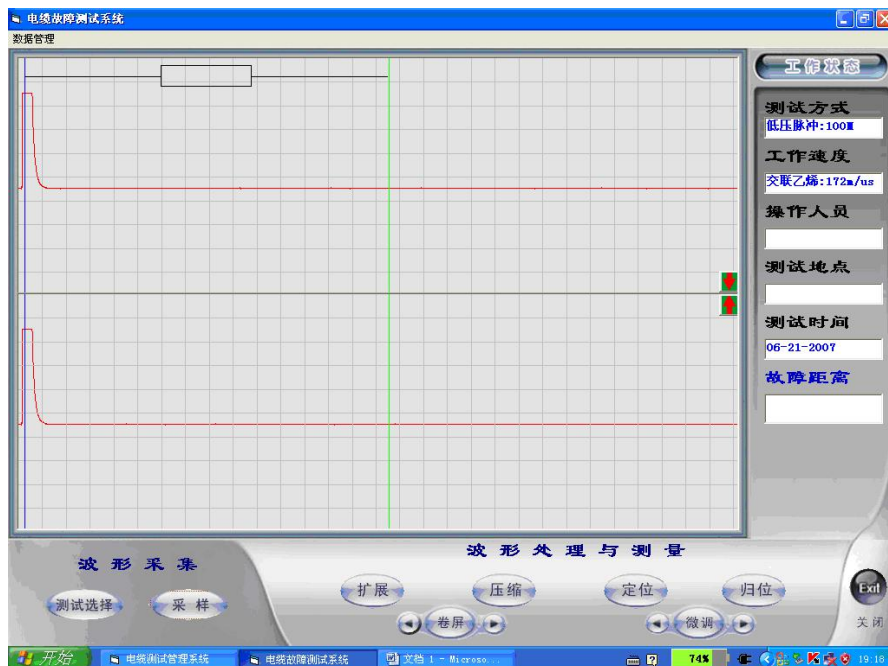 电缆故障测试系统
数据管理
工作状态
测试方式
低压脉冲:100M
工作速度
交联乙烯:172m/us
操作人员
测试地点
测试时间
06-21-2007
故障距离
波形采集
测试选择
采样
波形处理与测量
扩展
压缩
定位
归位
卷屏
微调
Exit
关闭
开始
电缆测试管理系统
电缆故障测试系统
文档 1 - Microso...
74%
19:16